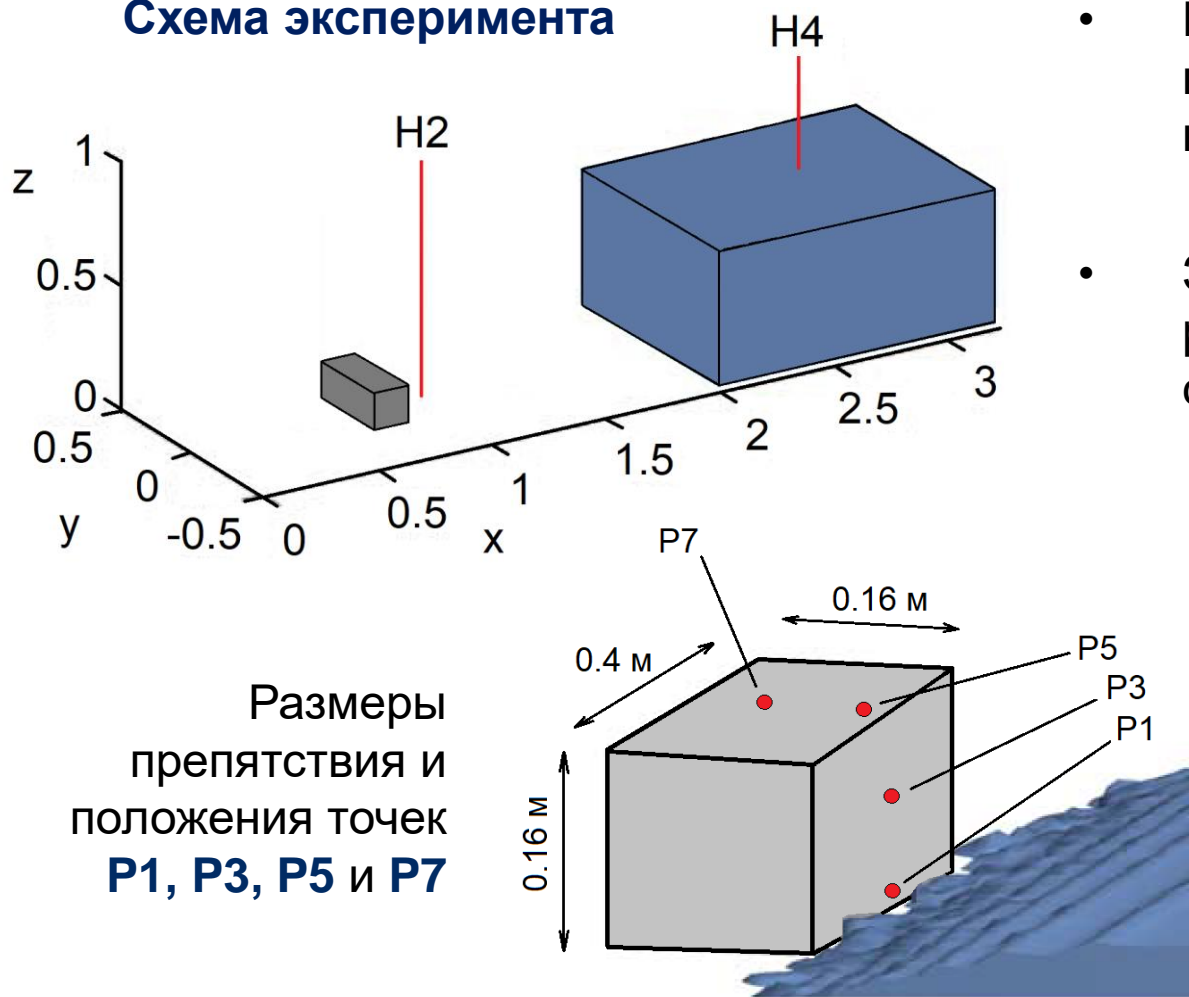 Схема эксперимента
H4
H2
z
1
0.5
0
0.5
0
-0.5
y
0
0.5
1
1.5
2
2.5
3
x
•
•
P7
0.16 м
0.4 м
0.16 м
P5
P3
P1
Размеры
препятствия и
положения точек
P1, P3, P5 и P7